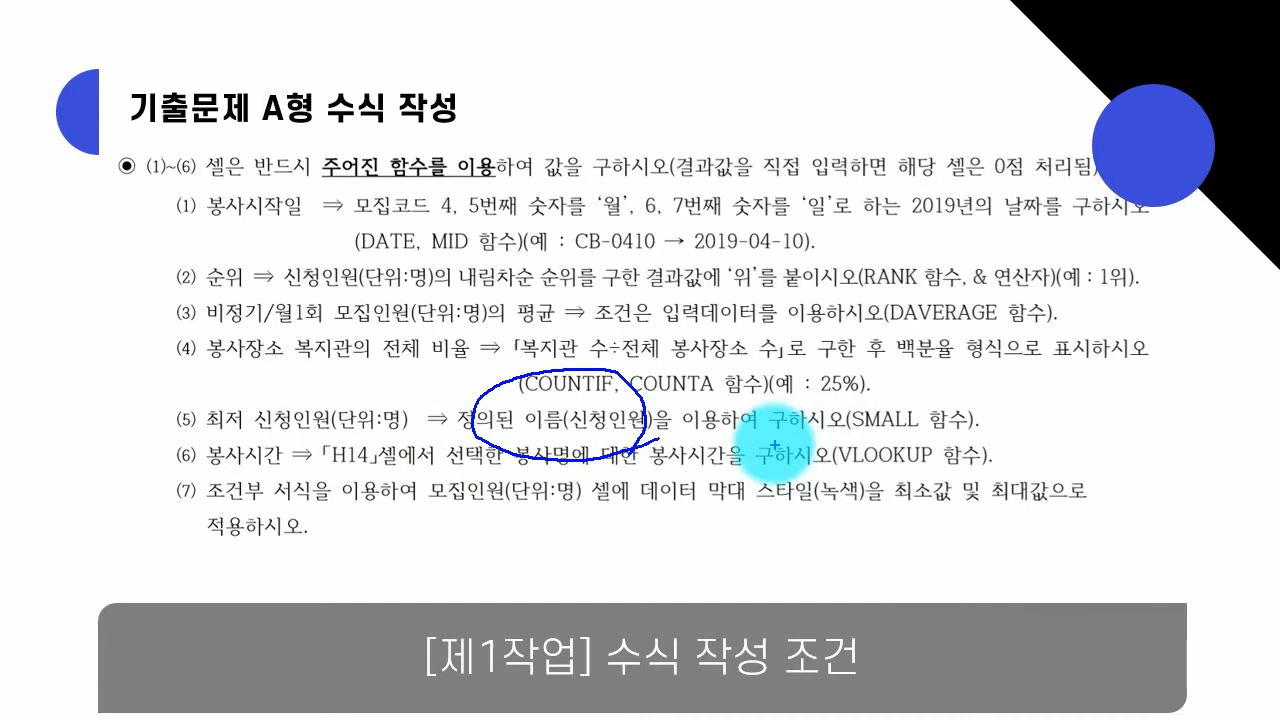 기출문제 A형 수식 작성
◉ (1)~(6) 셀은 반드시 주어진 함수를 이용하여 값을 구하시오(결과값을 직접 입력하면 해당 셀은 0점 처리됨)
(1) 봉사시작일 ⇒ 모집코드 4, 5번째 숫자를 ‘월’, 6, 7번째 숫자를 ‘일’로 하는 2019년의 날짜를 구하시오
(DATE, MID 함수)(예 : CB-0410 → 2019-04-10).
(2) 순위 ⇒ 신청인원(단위:명)의 내림차순 순위를 구한 결과값에 ‘위’를 붙이시오(RANK 함수, & 연산자)(예 : 1위).
(3) 비정기/월1회 모집인원(단위:명)의 평균 ⇒ 조건은 입력데이터를 이용하시오(DAVERAGE 함수).
(4) 봉사장소 복지관의 전체 비율 ⇒ 「복지관 수÷전체 봉사장소 수」로 구한 후 백분율 형식으로 표시하시오
(COUNTIF, COUNTA 함수)(예 : 25%).
(5) 최저 신청인원(단위:명) ⇒ 정의된 이름(신청인원)을 이용하여 구하시오(SMALL 함수).
(6) 봉사시간 ⇒ 「H14」셀에서 선택한 봉사명에 대한 봉사시간을 구하시오(VLOOKUP 함수).
(7) 조건부 서식을 이용하여 모집인원(단위:명) 셀에 데이터 막대 스타일(녹색)을 최소값 및 최대값으로
적용하시오.
[제1작업] 수식 작성 조건